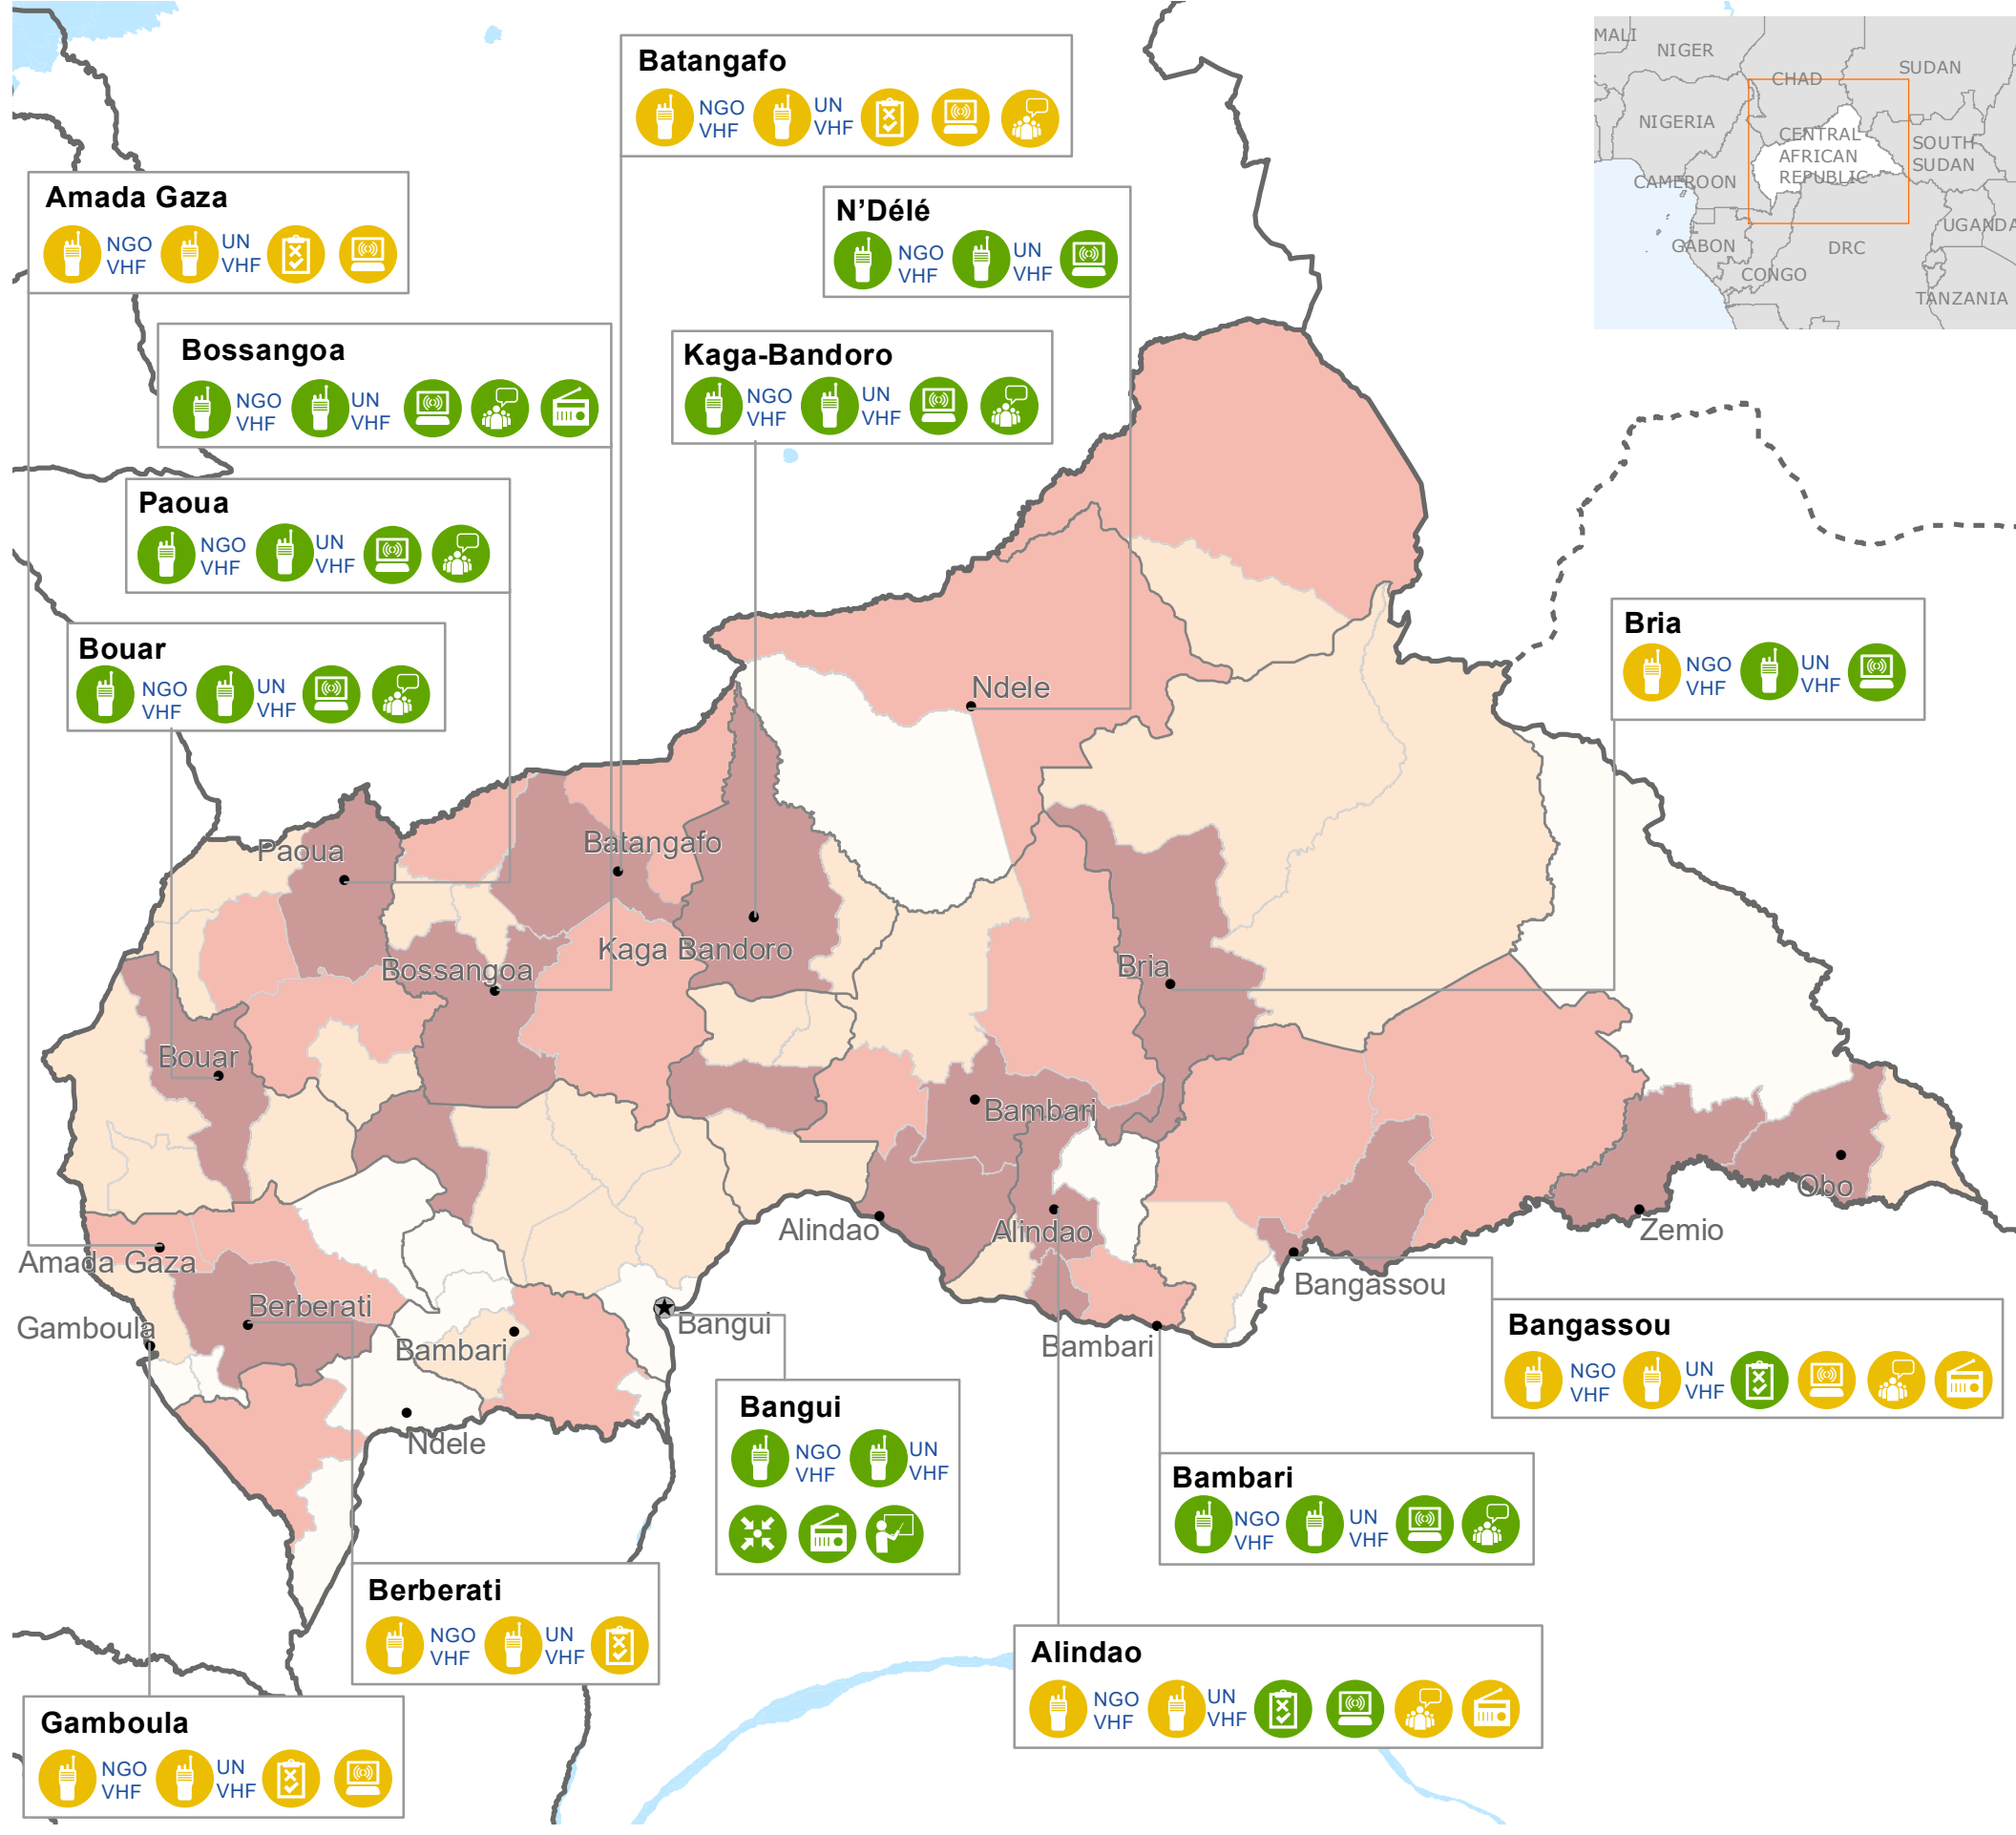 Batangafo
NGO
VHF
UN
VHF
MALI
NIGER
CHAD
SUDAN
NIGERIA
CENTRAL
AFRICAN
REPUBLIC
SOUTH
SUDAN
CAMEROON
UGANDA
GABON
DRC
CONGO
TANZANIA
Amada Gaza
NGO
VHF
UN
VHF
N’Délé
NGO
VHF
UN
VHF
Bossangoa
NGO
VHF
UN
VHF
Kaga-Bandoro
NGO
VHF
UN
VHF
Paoua
NGO
VHF
UN
VHF
Bouar
NGO
VHF
UN
VHF
Bria
NGO
VHF
UN
VHF
Ndele
Paoua
Batangafo
Kaga Bandoro
Bossangoa
Bria
Bouar
Bambari
Obo
Alindao
Alindao
Zemio
Amada Gaza
Bangassou
Berberati
Gamboula
Bangui
Bambari
Bambari
Ndele
Bangassou
NGO
VHF
UN
VHF
Bangui
NGO
VHF
UN
VHF
Bambari
NGO
VHF
UN
VHF
Berberati
NGO
VHF
UN
VHF
Alindao
NGO
VHF
UN
VHF
Gamboula
NGO
VHF
UN
VHF